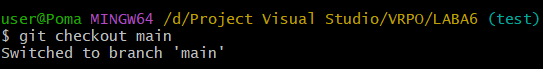 user@Poma MINGW64 /d/Project Visual Studio/VRPO/LABA6 (test)
$ git checkout main
Switched to branch 'main'